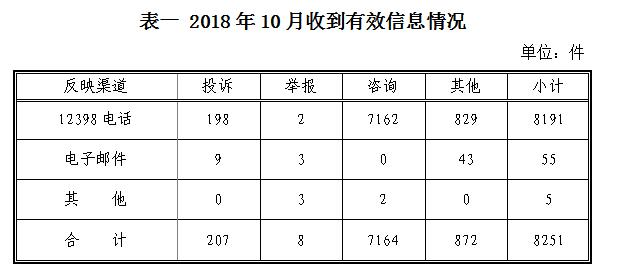 表一 2018 年 10 月收到有效信息情况
单位：件
反映渠道 投诉 举报 咨询 其他 小计
12398 电话 198 2 7162 829 8191
电子邮件 9 3 0 43 55
其 他 0 3 2 0 5
合 计 207 8 7164 872 8251